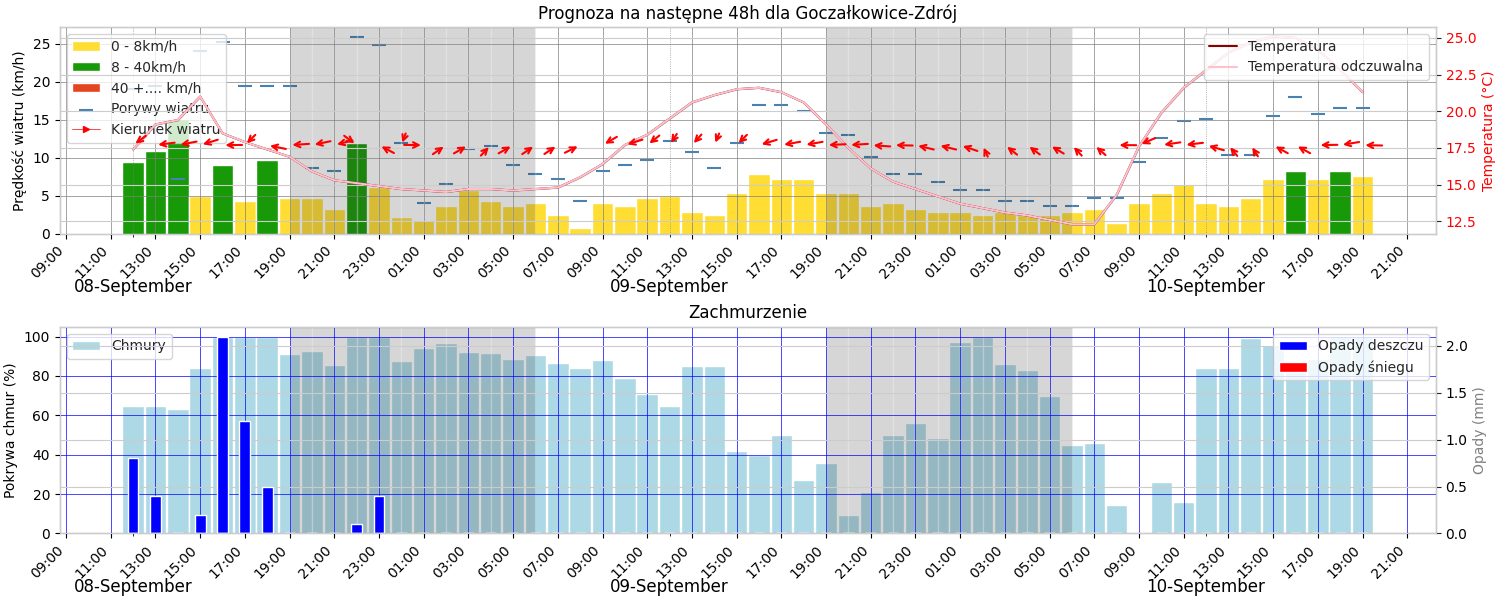 Prognoza na następne 48h dla Goczałkowice-Zdrój
Prędkość wiatru (km/h)
25
20
15
10
5
0
0 - 8km/h
8 - 40km/h
40 +.... km/h
Porywy wiatru
Kierunek wiatru
Temperatura
Temperatura odczuwalna
25.0
22.5
20.0
17.5
15.0
12.5
Temperatura (°C)
09:00 11:00 13:00 15:00 17:00 19:00 21:00 23:00 01:00 03:00 05:00 07:00 09:00 11:00 13:00 15:00 17:00 19:00 21:00 23:00 01:00 03:00 05:00 07:00 09:00 11:00 13:00 15:00 17:00 19:00 21:00
08-September 09-September 10-September
Zachmurzenie
Pokrywa chmur (%)
100
80
60
40
20
0
Chmury
Opady deszczu
Opady śniegu
2.0
1.5
1.0
0.5
0.0
Opady (mm)
09:00 11:00 13:00 15:00 17:00 19:00 21:00 23:00 01:00 03:00 05:00 07:00 09:00 11:00 13:00 15:00 17:00 19:00 21:00 23:00 01:00 03:00 05:00 07:00 09:00 11:00 13:00 15:00 17:00 19:00 21:00
08-September 09-September 10-September